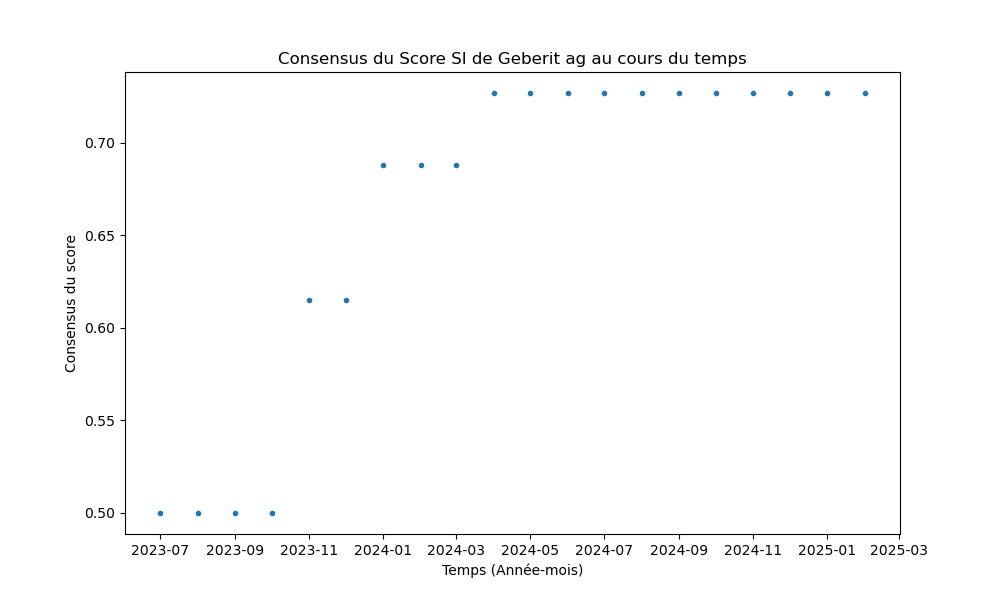 Consensus du Score SI de Geberit ag au cours du temps
Consensus du score
0.70
0.65
0.60
0.55
0.50
2023-07 2023-09 2023-11 2024-01 2024-03 2024-05 2024-07 2024-09 2024-11 2025-01 2025-03
Temps (Année-mois)